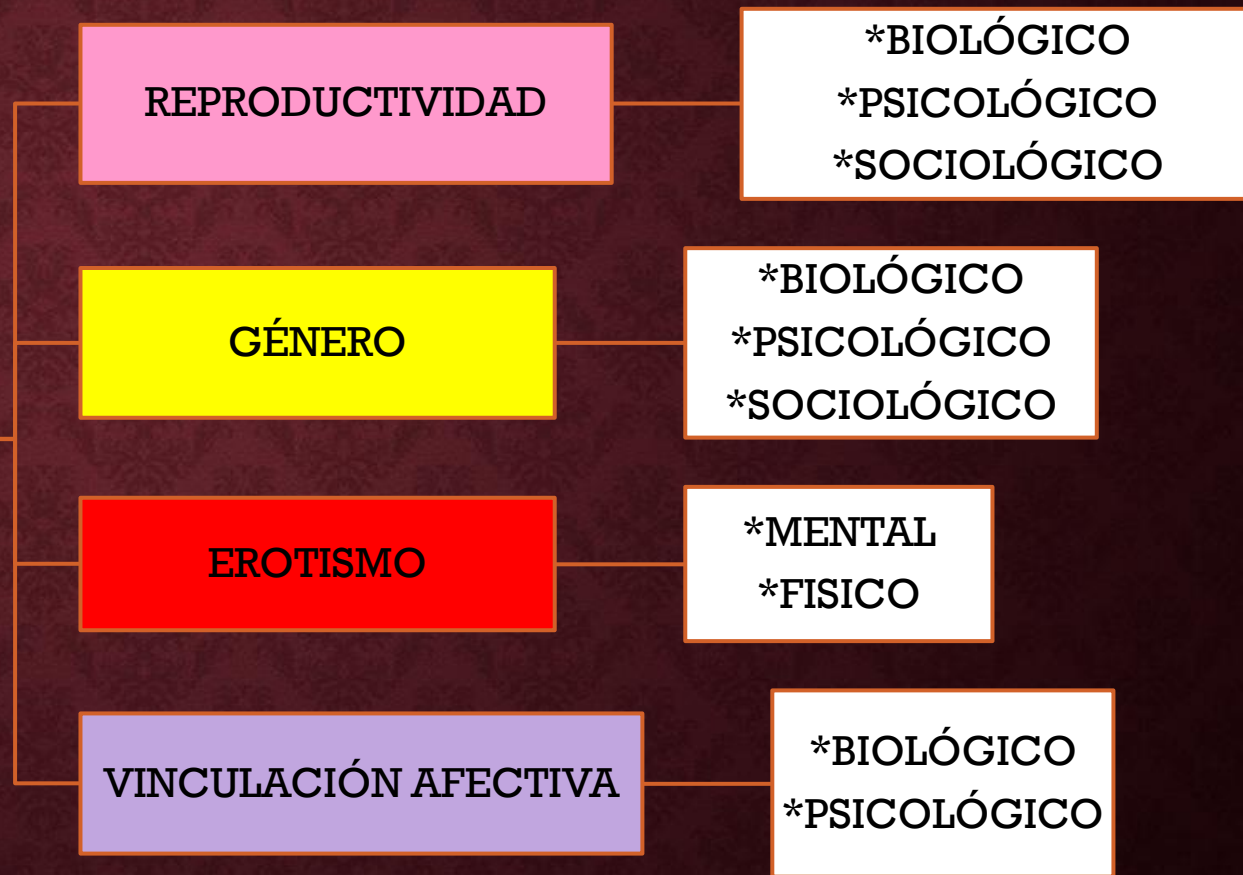 REPRODUCTIVIDAD
*BIOLÓGICO
*PSICOLÓGICO
*SOCIOLÓGICO
GÉNERO
*BIOLÓGICO
*PSICOLÓGICO
*SOCIOLÓGICO
EROTISMO
*MENTAL
*FISICO
VINCULACIÓN AFECTIVA
*BIOLÓGICO
*PSICOLÓGICO